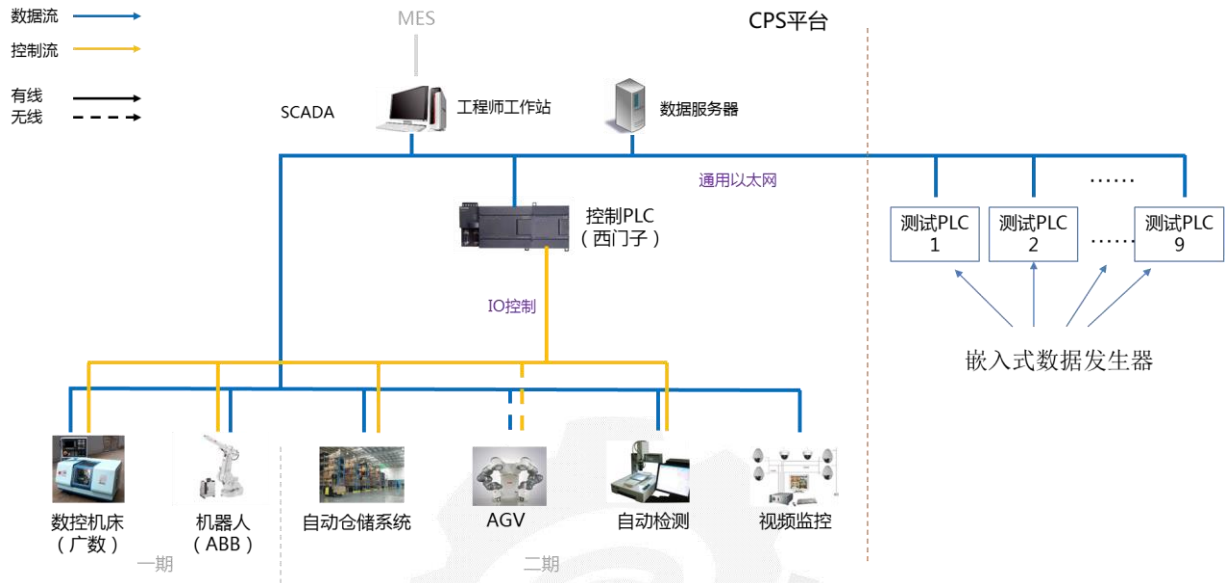 数据流
控制流
有线
无线
MES
CPS平台
SCADA
工程师工作站
数据服务器
通用以太网
控制PLC
（西门子）
测试PLC
1
测试PLC
2
……
……
测试PLC
9
IO控制
嵌入式数据发生器
数控机床
（广数）
机器人
（ABB）
自动仓储系统
AGV
自动检测
视频监控
一期
二期